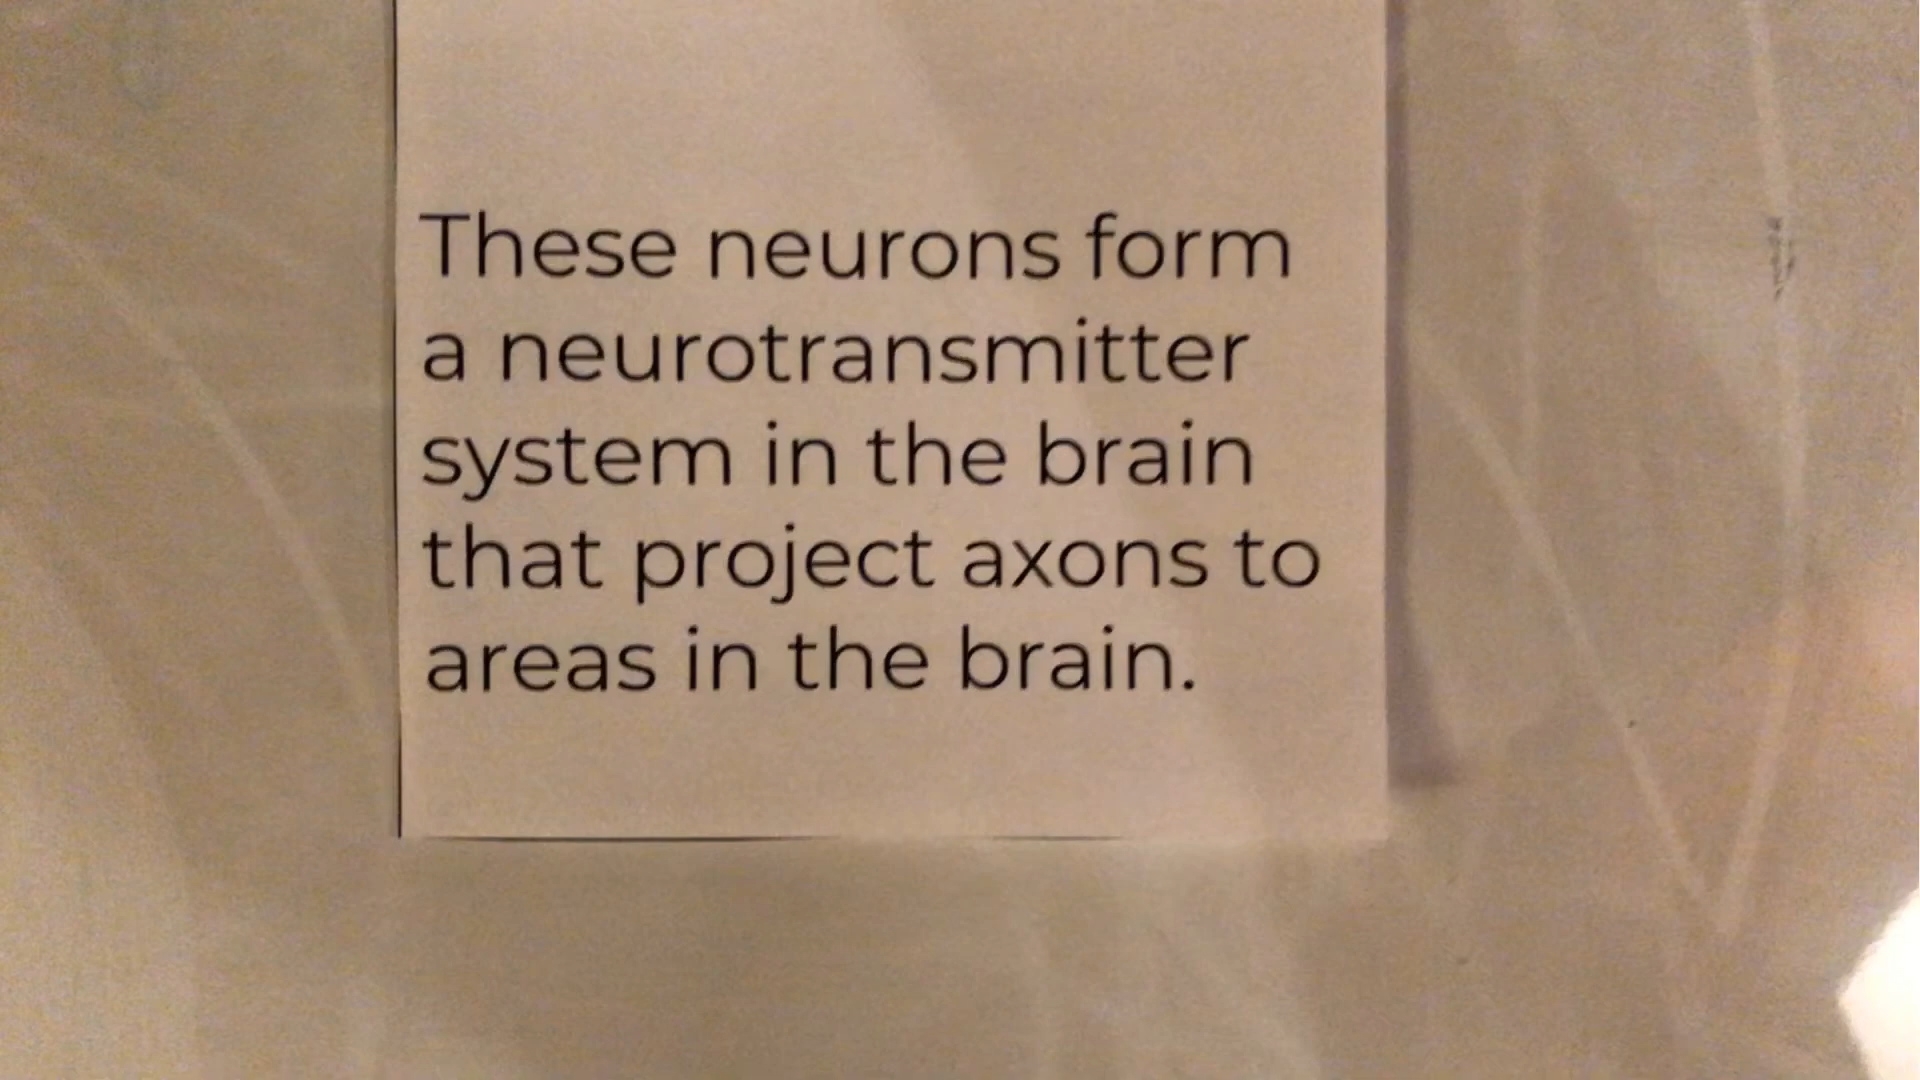 These neurons form
a neurotransmitter
system in the brain
that project axons to
areas in the brain.